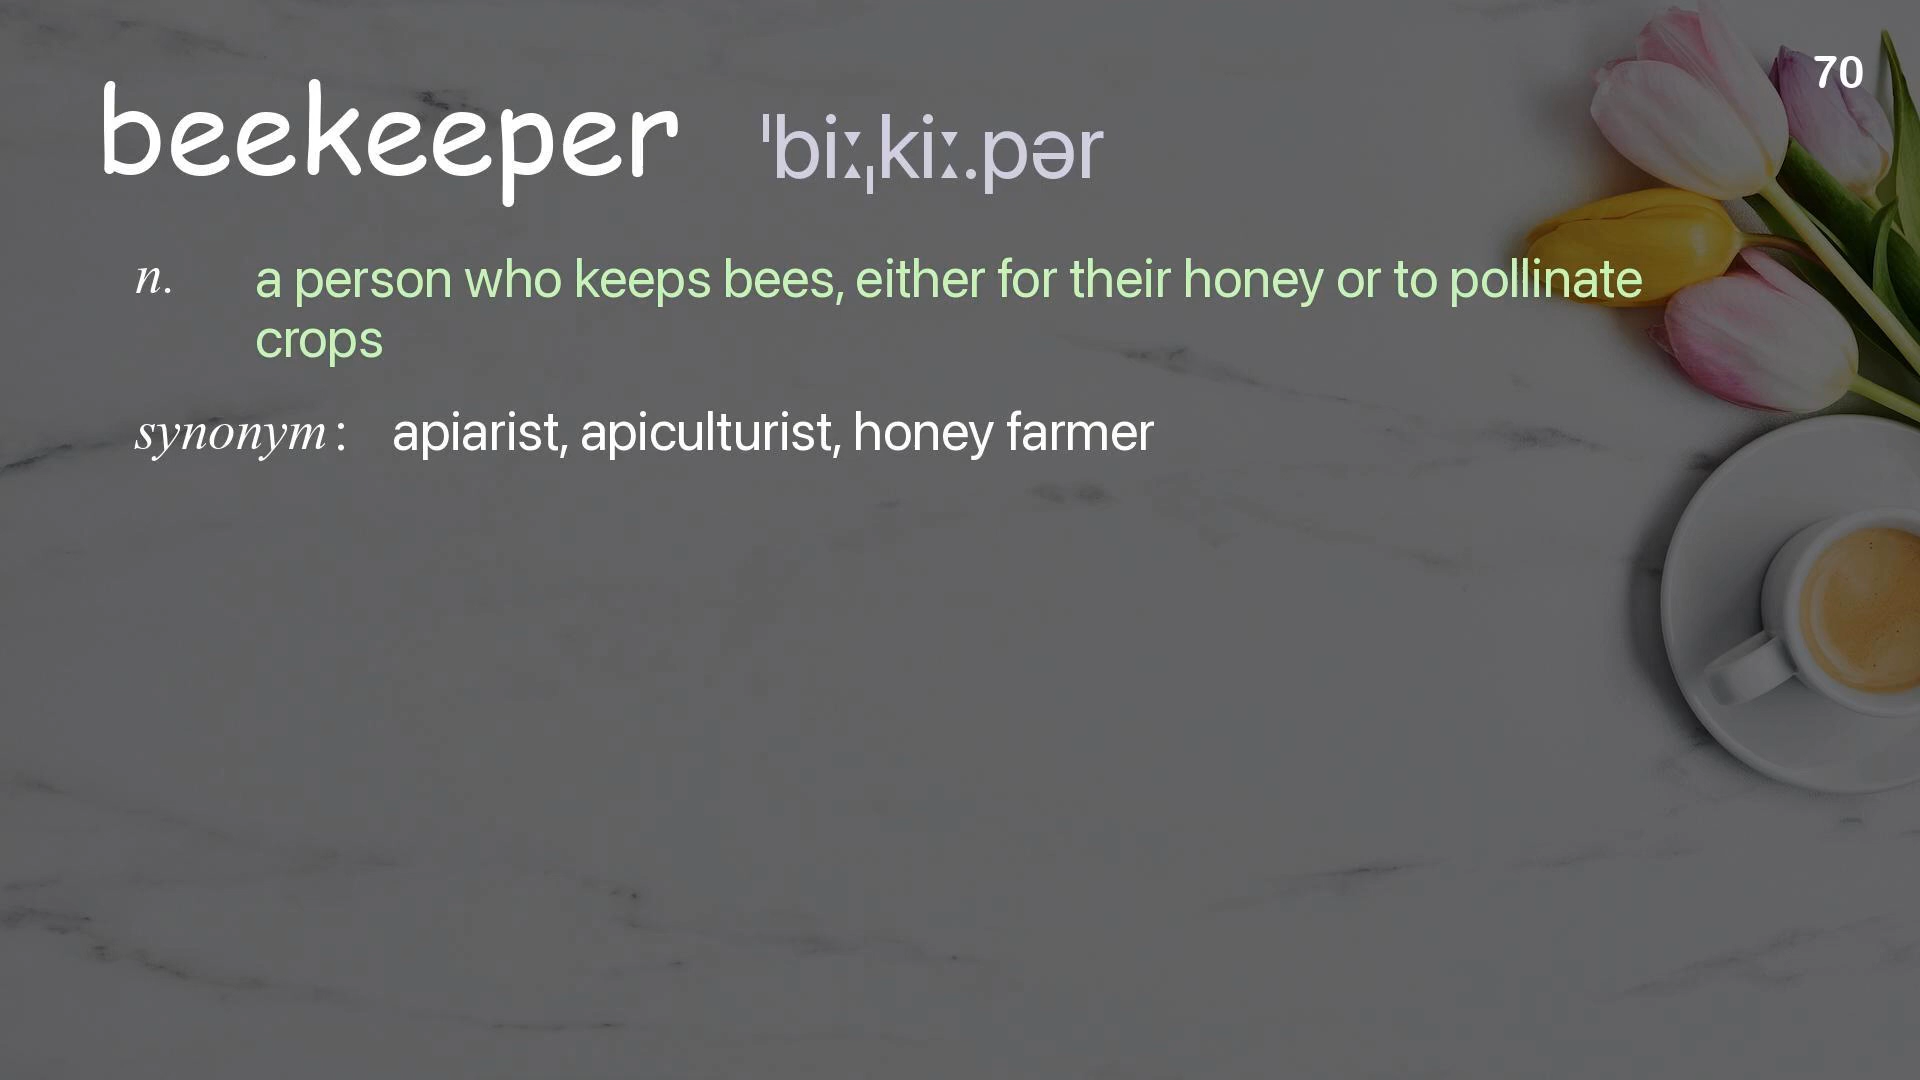 70
beekeeper ˈbiːˌkiː.pər
n. a person who keeps bees, either for their honey or to pollinate
crops
synonym: apiarist, apiculturist, honey farmer